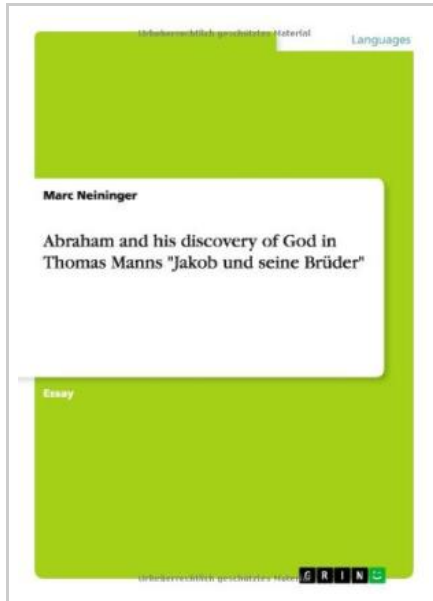 Urheberrechtlich geschütztes Material
Languages
Marc Neininger
Abraham and his discovery of God in
Thomas Manns "Jakob und seine Brüder"
Essay
Urheberrechtlich geschütztes Mater
GRIN